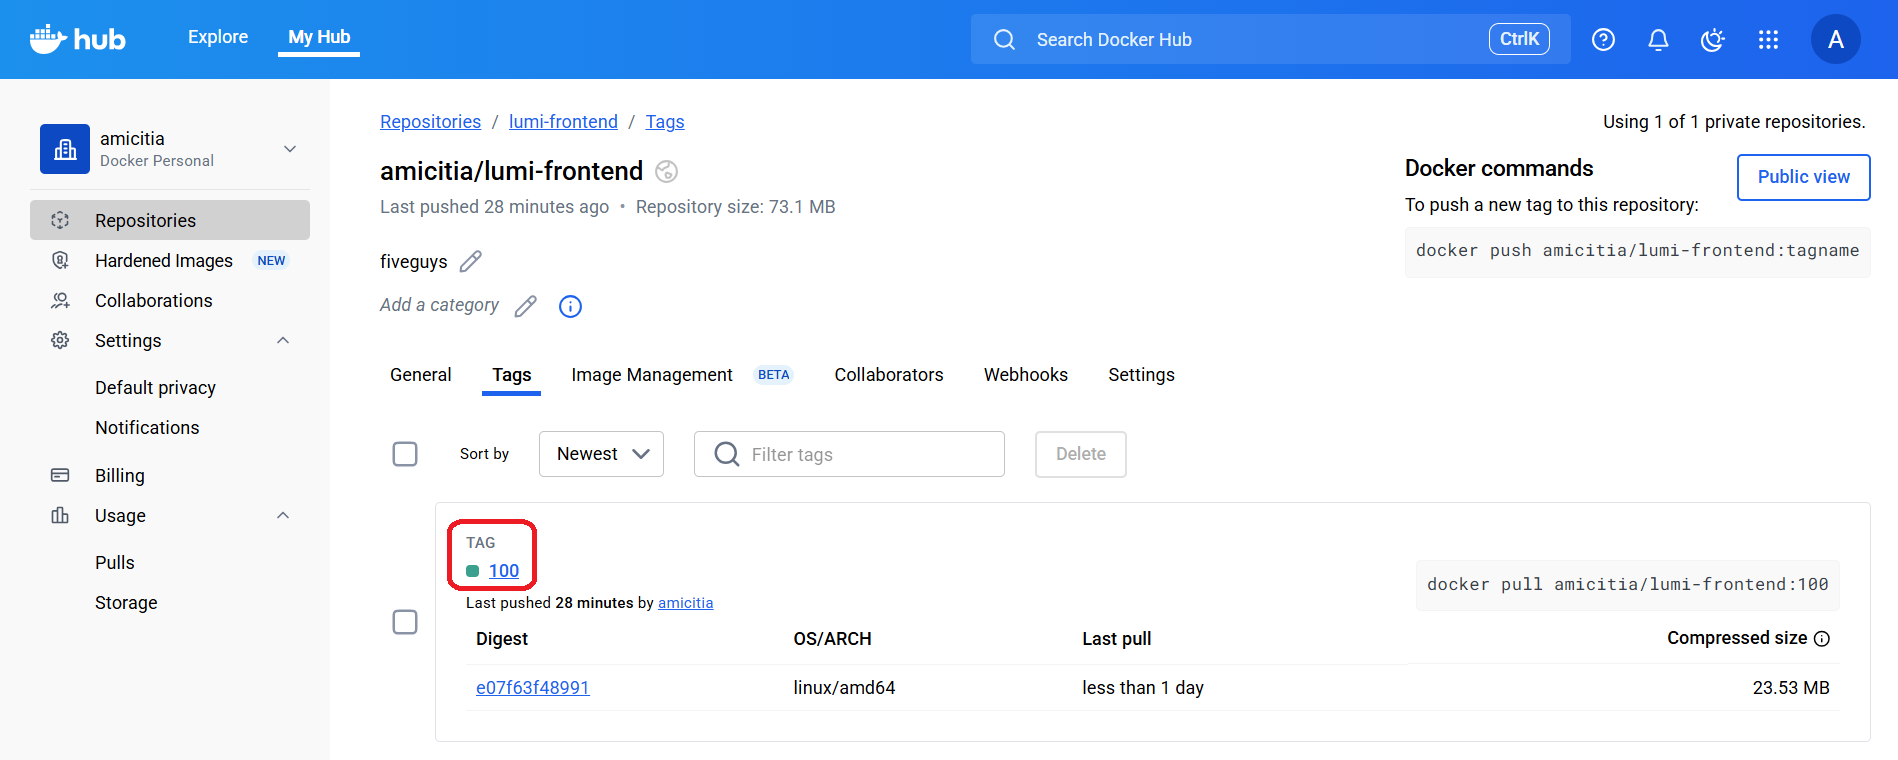 hub Explore My Hub Search Docker Hub CtrlK A
amicitia
Docker Personal
Repositories
Hardened Images NEW
Collaborations
Settings
Default privacy
Notifications
Billing
Usage
Pulls
Storage
Repositories / lumi-frontend / Tags
Using 1 of 1 private repositories.
amicitia/lumi-frontend
Last pushed 28 minutes ago • Repository size: 73.1 MB
fiveguys
Add a category
Docker commands
Public view
To push a new tag to this repository:
docker push amicitia/lumi-frontend:tagname
General Tags Image Management BETA Collaborators Webhooks Settings
Sort by Newest Filter tags Delete
TAG
100
Last pushed 28 minutes by amicitia
docker pull amicitia/lumi-frontend:100
Digest OS/ARCH Last pull Compressed size
e07f63f48991 linux/amd64 less than 1 day 23.53 MB